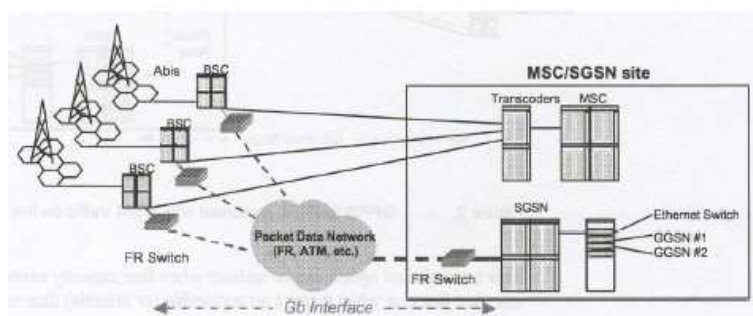 Abis
BSC
BSC
BSC
MSC/SGSN site
Transcoders
MSC
SGSN
Ethernet Switch
GGSN #1
GGSN #2
Packet Data Network
(FR, ATM, etc.)
FR Switch
FR Switch
Gb Interface